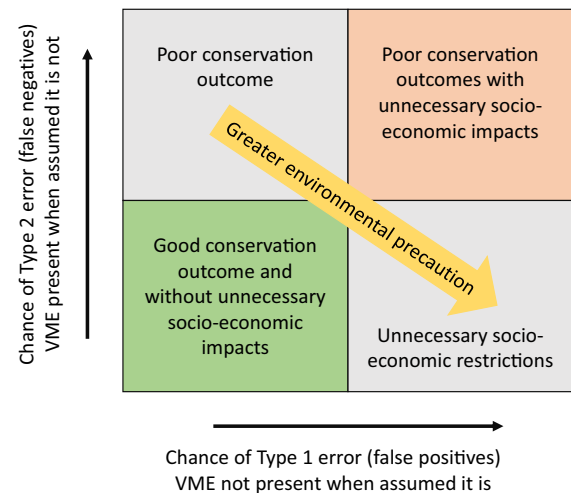 Poor conservation
outcome
Poor conservation
outcomes with
unnecessary socio-
economic impacts
Greater environmental precaution
Good conservation
outcome and
without unnecessary
socio-economic
impacts
Unnecessary socio-
economic restrictions
Chance of Type 2 error (false negatives)
VME present when assumed it is not
Chance of Type 1 error (false positives)
VME not present when assumed it is